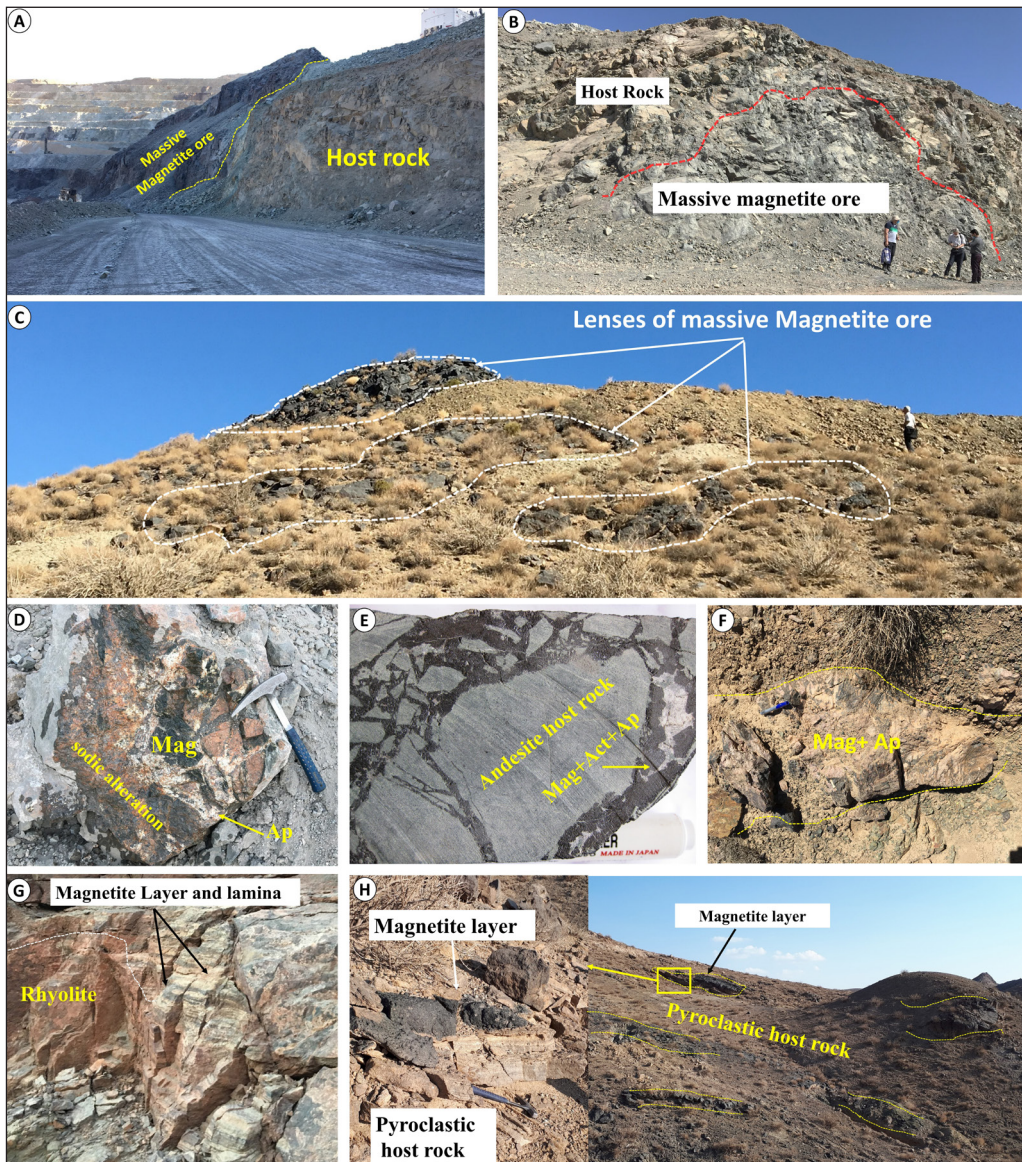 A
Massive
Magnetite ore
Host rock
B
Host Rock
Massive magnetite ore
C
Lenses of massive Magnetite ore
D
Mag
sodic alteration
Ap
E
Andesite host rock
Mag+Act+Ap
ER
MADE IN JAPAN
F
Mag+ Ap
G
Magnetite Layer and lamina
Rhyolite
H
Magnetite layer
Pyroclastic
host rock
Magnetite layer
Pyroclastic host rock